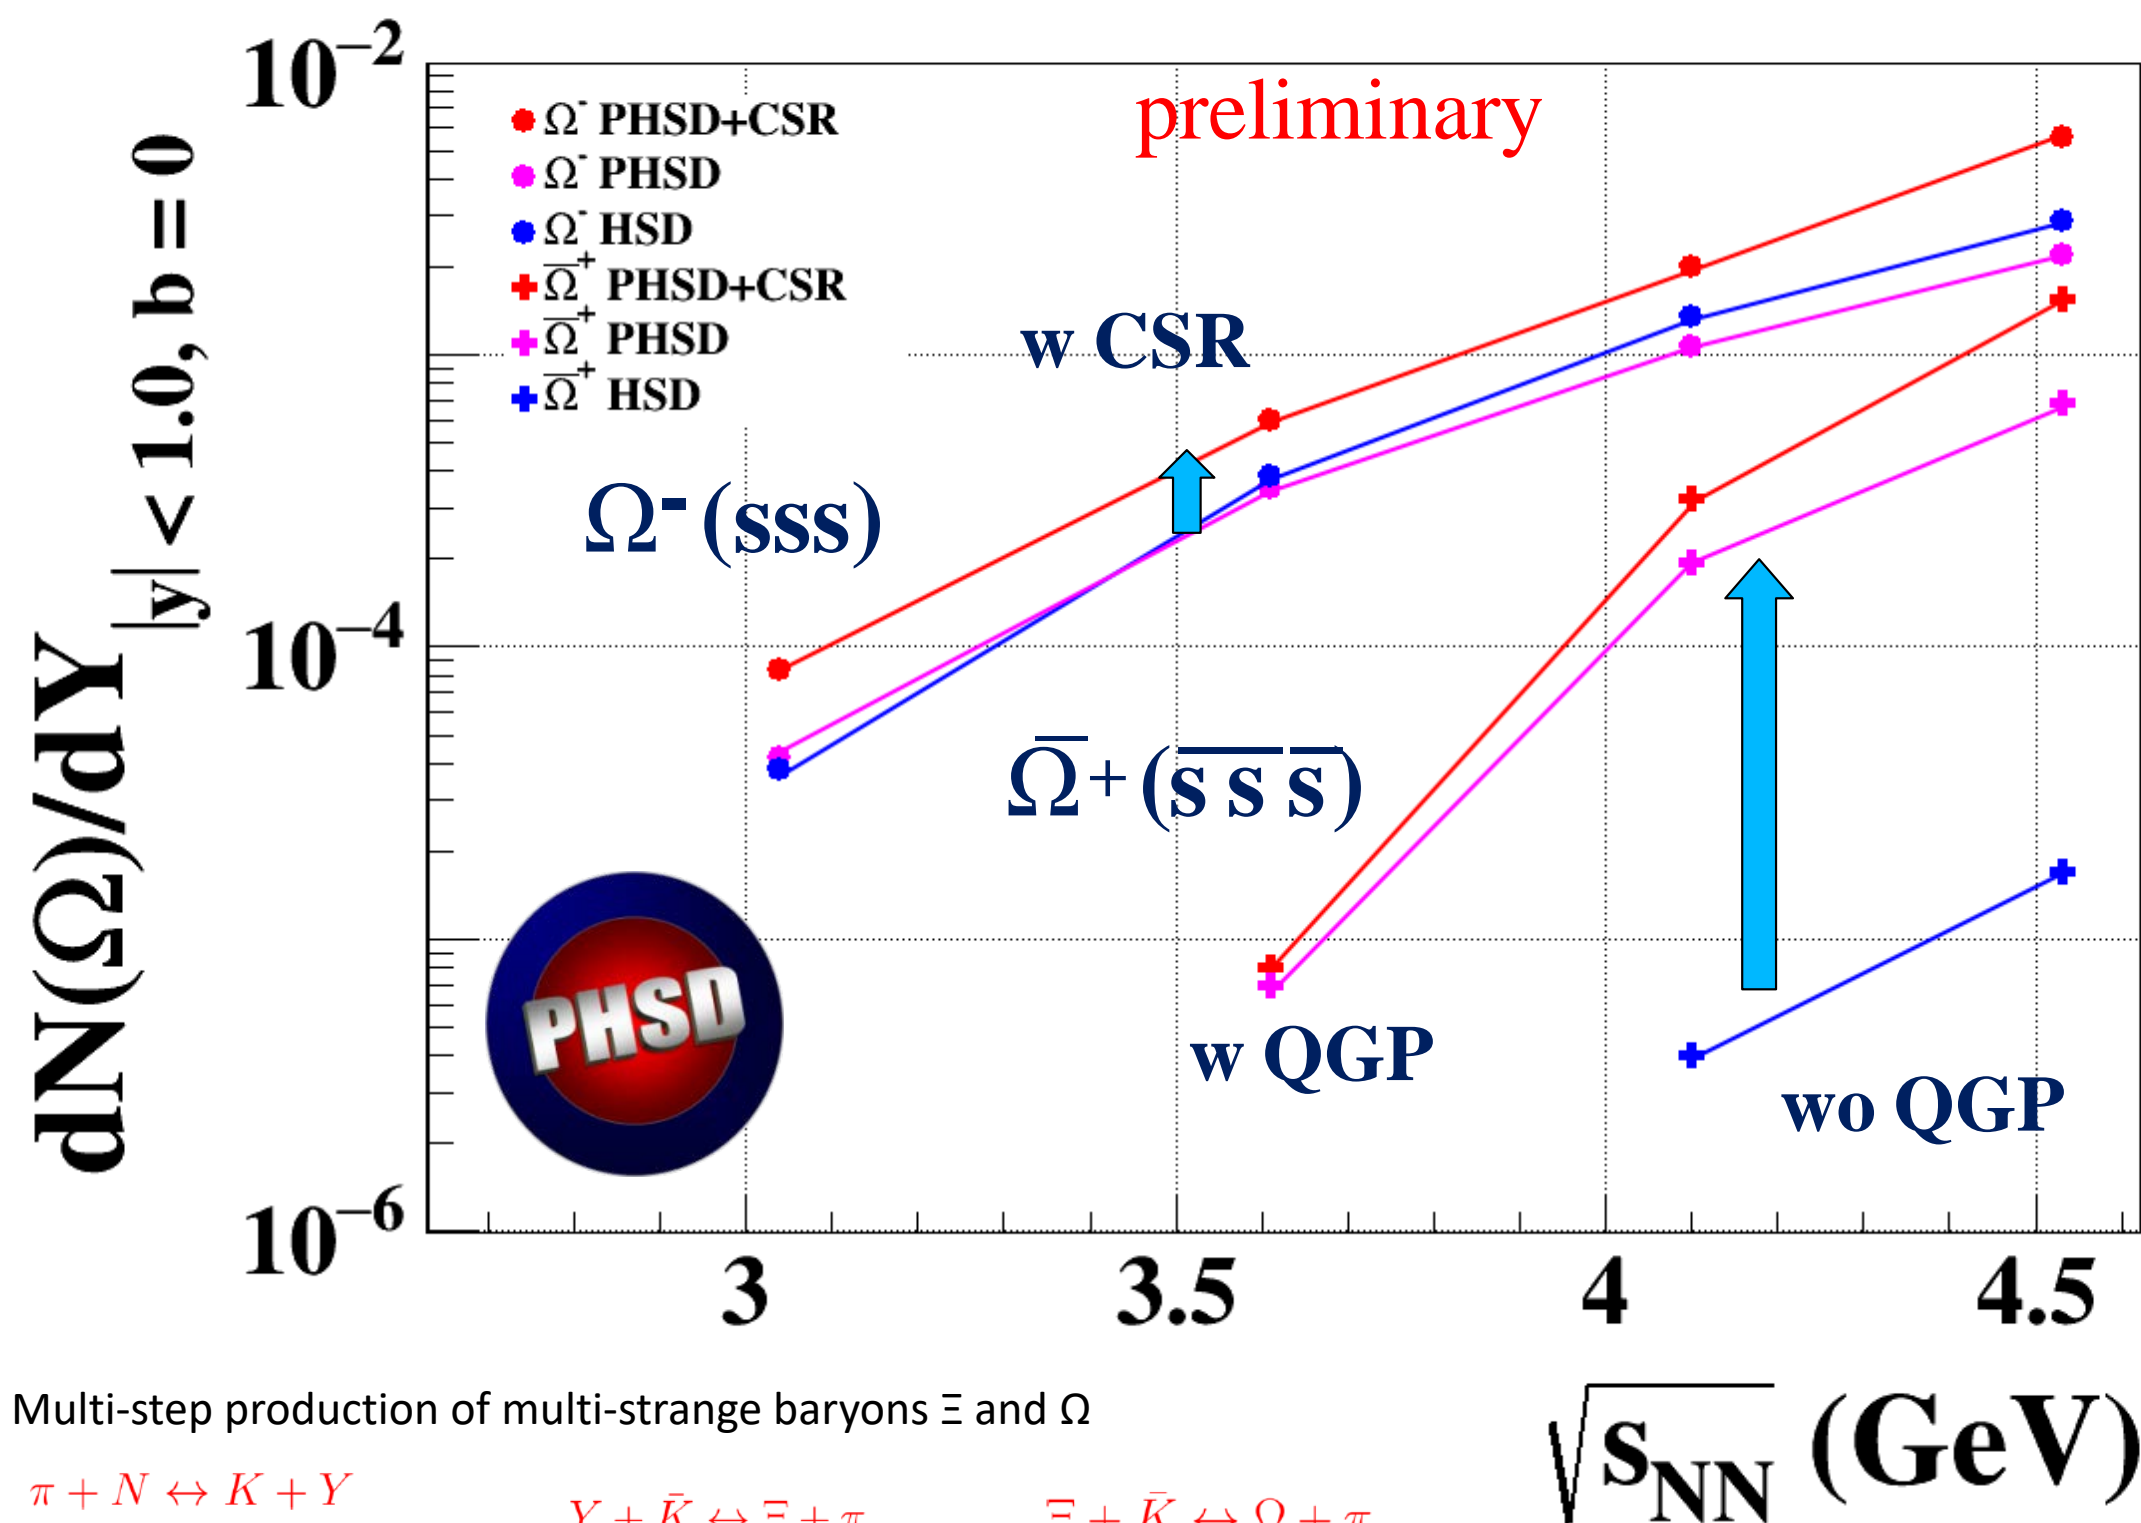 10⁻²
preliminary
Ω⁻ PHSD+CSR
Ω⁻ PHSD
Ω⁻ HSD
Ω̅⁺ PHSD+CSR
Ω̅⁺ PHSD
Ω̅⁺ HSD
w CSR
Ω⁻ (sss)
10⁻⁴
Ω̅⁺ (s̅ s̅ s̅)
PHSD
w QGP
wo QGP
10⁻⁶
dN(Ω)/dY |y| < 1.0, b = 0
3 3.5 4 4.5
√s_NN (GeV)
Multi-step production of multi-strange baryons Ξ and Ω
π + N ↔ K + Y
Y + K̄ ↔ Ξ + π
Ξ + K̄ ↔ Ω + π